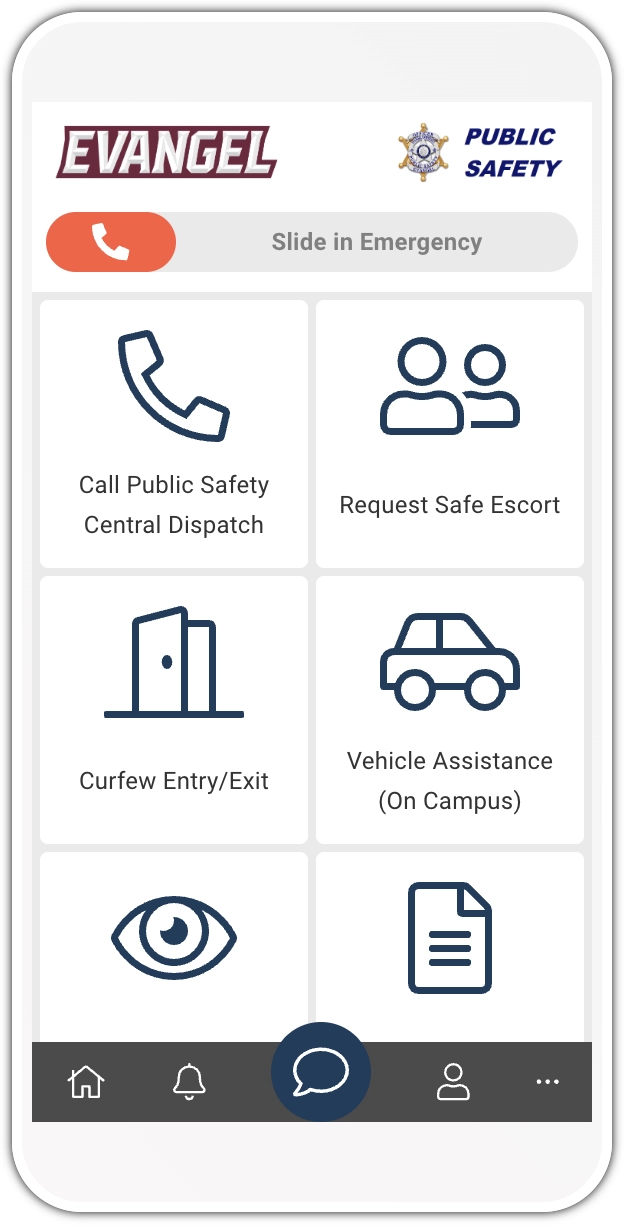 EVANGEL
PUBLIC
SAFETY
Slide in Emergency
Call Public Safety
Central Dispatch
Request Safe Escort
Curfew Entry/Exit
Vehicle Assistance
(On Campus)